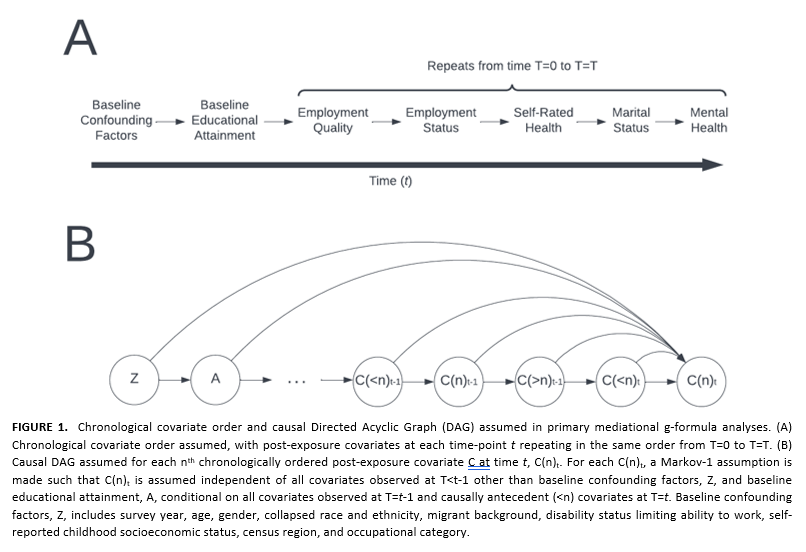 A
Repeats from time T=0 to T=T
Baseline
Confounding
Factors
Baseline
Educational
Attainment
Employment
Quality
Employment
Status
Self-Rated
Health
Marital
Status
Mental
Health
Time (t)
B
Z
A
...
C(<n)t-1
C(n)t-1
C(>n)t-1
C(<n)t
C(n)t
FIGURE 1. Chronological covariate order and causal Directed Acyclic Graph (DAG) assumed in primary mediational g-formula analyses. (A)
Chronological covariate order assumed, with post-exposure covariates at each time-point t repeating in the same order from T=0 to T=T. (B)
Causal DAG assumed for each nth chronologically ordered post-exposure covariate C at time t, C(n)t. For each C(n)t, a Markov-1 assumption is
made such that C(n)t is assumed independent of all covariates observed at T<t-1 other than baseline confounding factors, Z, and baseline
educational attainment, A, conditional on all covariates observed at T=t-1 and causally antecedent (<n) covariates at T=t. Baseline confounding
factors, Z, includes survey year, age, gender, collapsed race and ethnicity, migrant background, disability status limiting ability to work, self-
reported childhood socioeconomic status, census region, and occupational category.